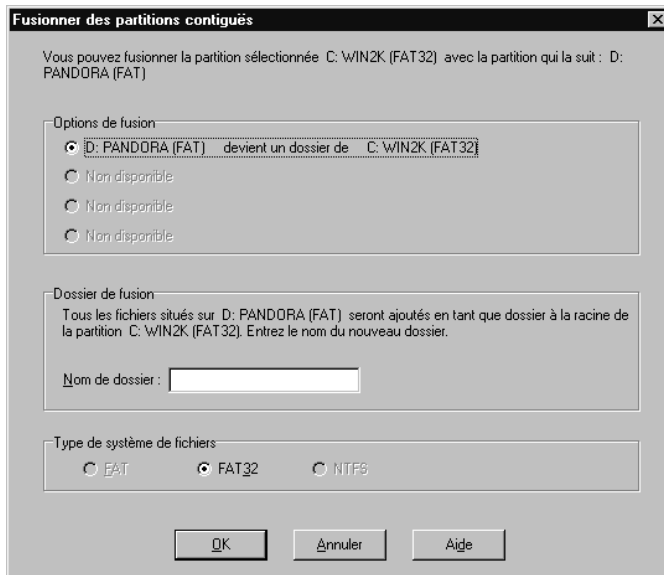 Fusionner des partitions contiguës
Vous pouvez fusionner la partition sélectionnée C: WIN2K (FAT32) avec la partition qui la suit : D:
PANDORA (FAT)
Options de fusion
D: PANDORA (FAT) devient un dossier de C: WIN2K (FAT32)
Non disponible
Non disponible
Non disponible
Dossier de fusion
Tous les fichiers situés sur D: PANDORA (FAT) seront ajoutés en tant que dossier à la racine de
la partition C: WIN2K (FAT32). Entrez le nom du nouveau dossier.
Nom de dossier :
Type de système de fichiers
FAT FAT32 NTFS
OK Annuler Aide